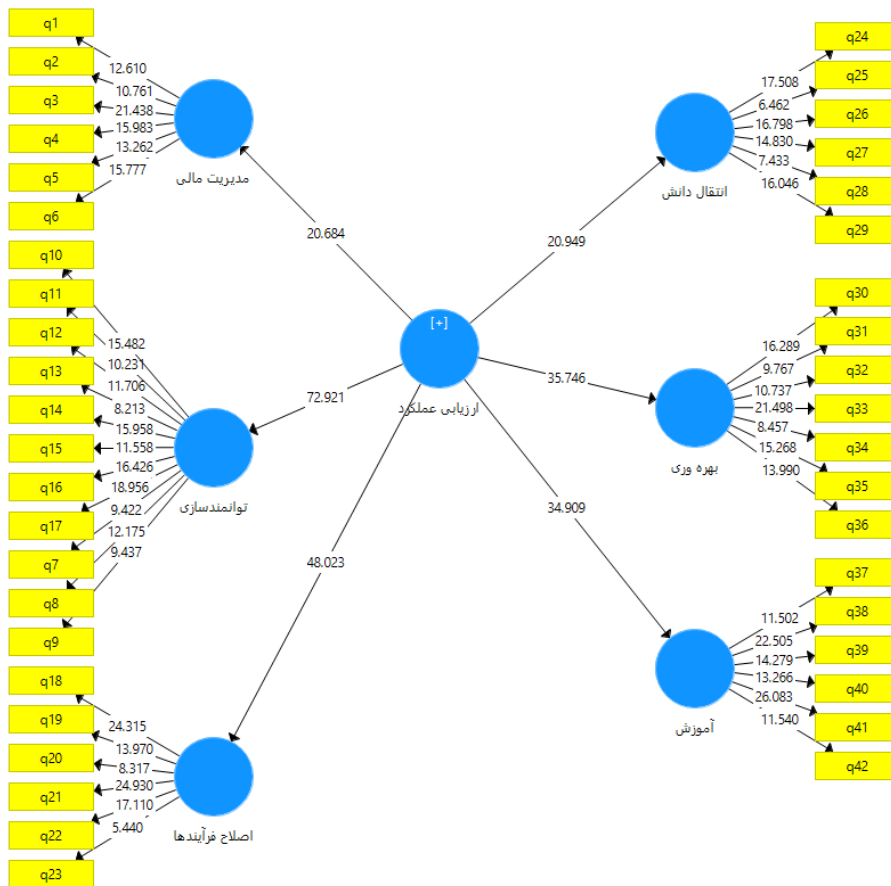 q1
q2
q3
q4
q5
q6
12.610
10.761
21.438
15.983
13.262
15.777
مدیریت مالی
q10
q11
q12
q13
q14
q15
q16
q17
q7
q8
q9
15.482
10.231
11.706
8.213
15.958
11.558
16.426
18.956
9.422
12.175
9.437
توانمندسازی
q18
q19
q20
q21
q22
q23
24.315
13.970
8.317
24.930
17.110
5.440
اصلاح فرآیندها
20.684
72.921
48.023
[+]
ارزیابی عملکرد
20.949
35.746
34.909
q24
q25
q26
q27
q28
q29
17.508
6.462
16.798
14.830
7.433
16.046
انتقال دانش
q30
q31
q32
q33
q34
q35
q36
16.289
9.767
10.737
21.498
8.457
15.268
13.990
بهره وری
q37
q38
q39
q40
q41
q42
11.502
22.505
14.279
13.266
26.083
11.540
آموزش